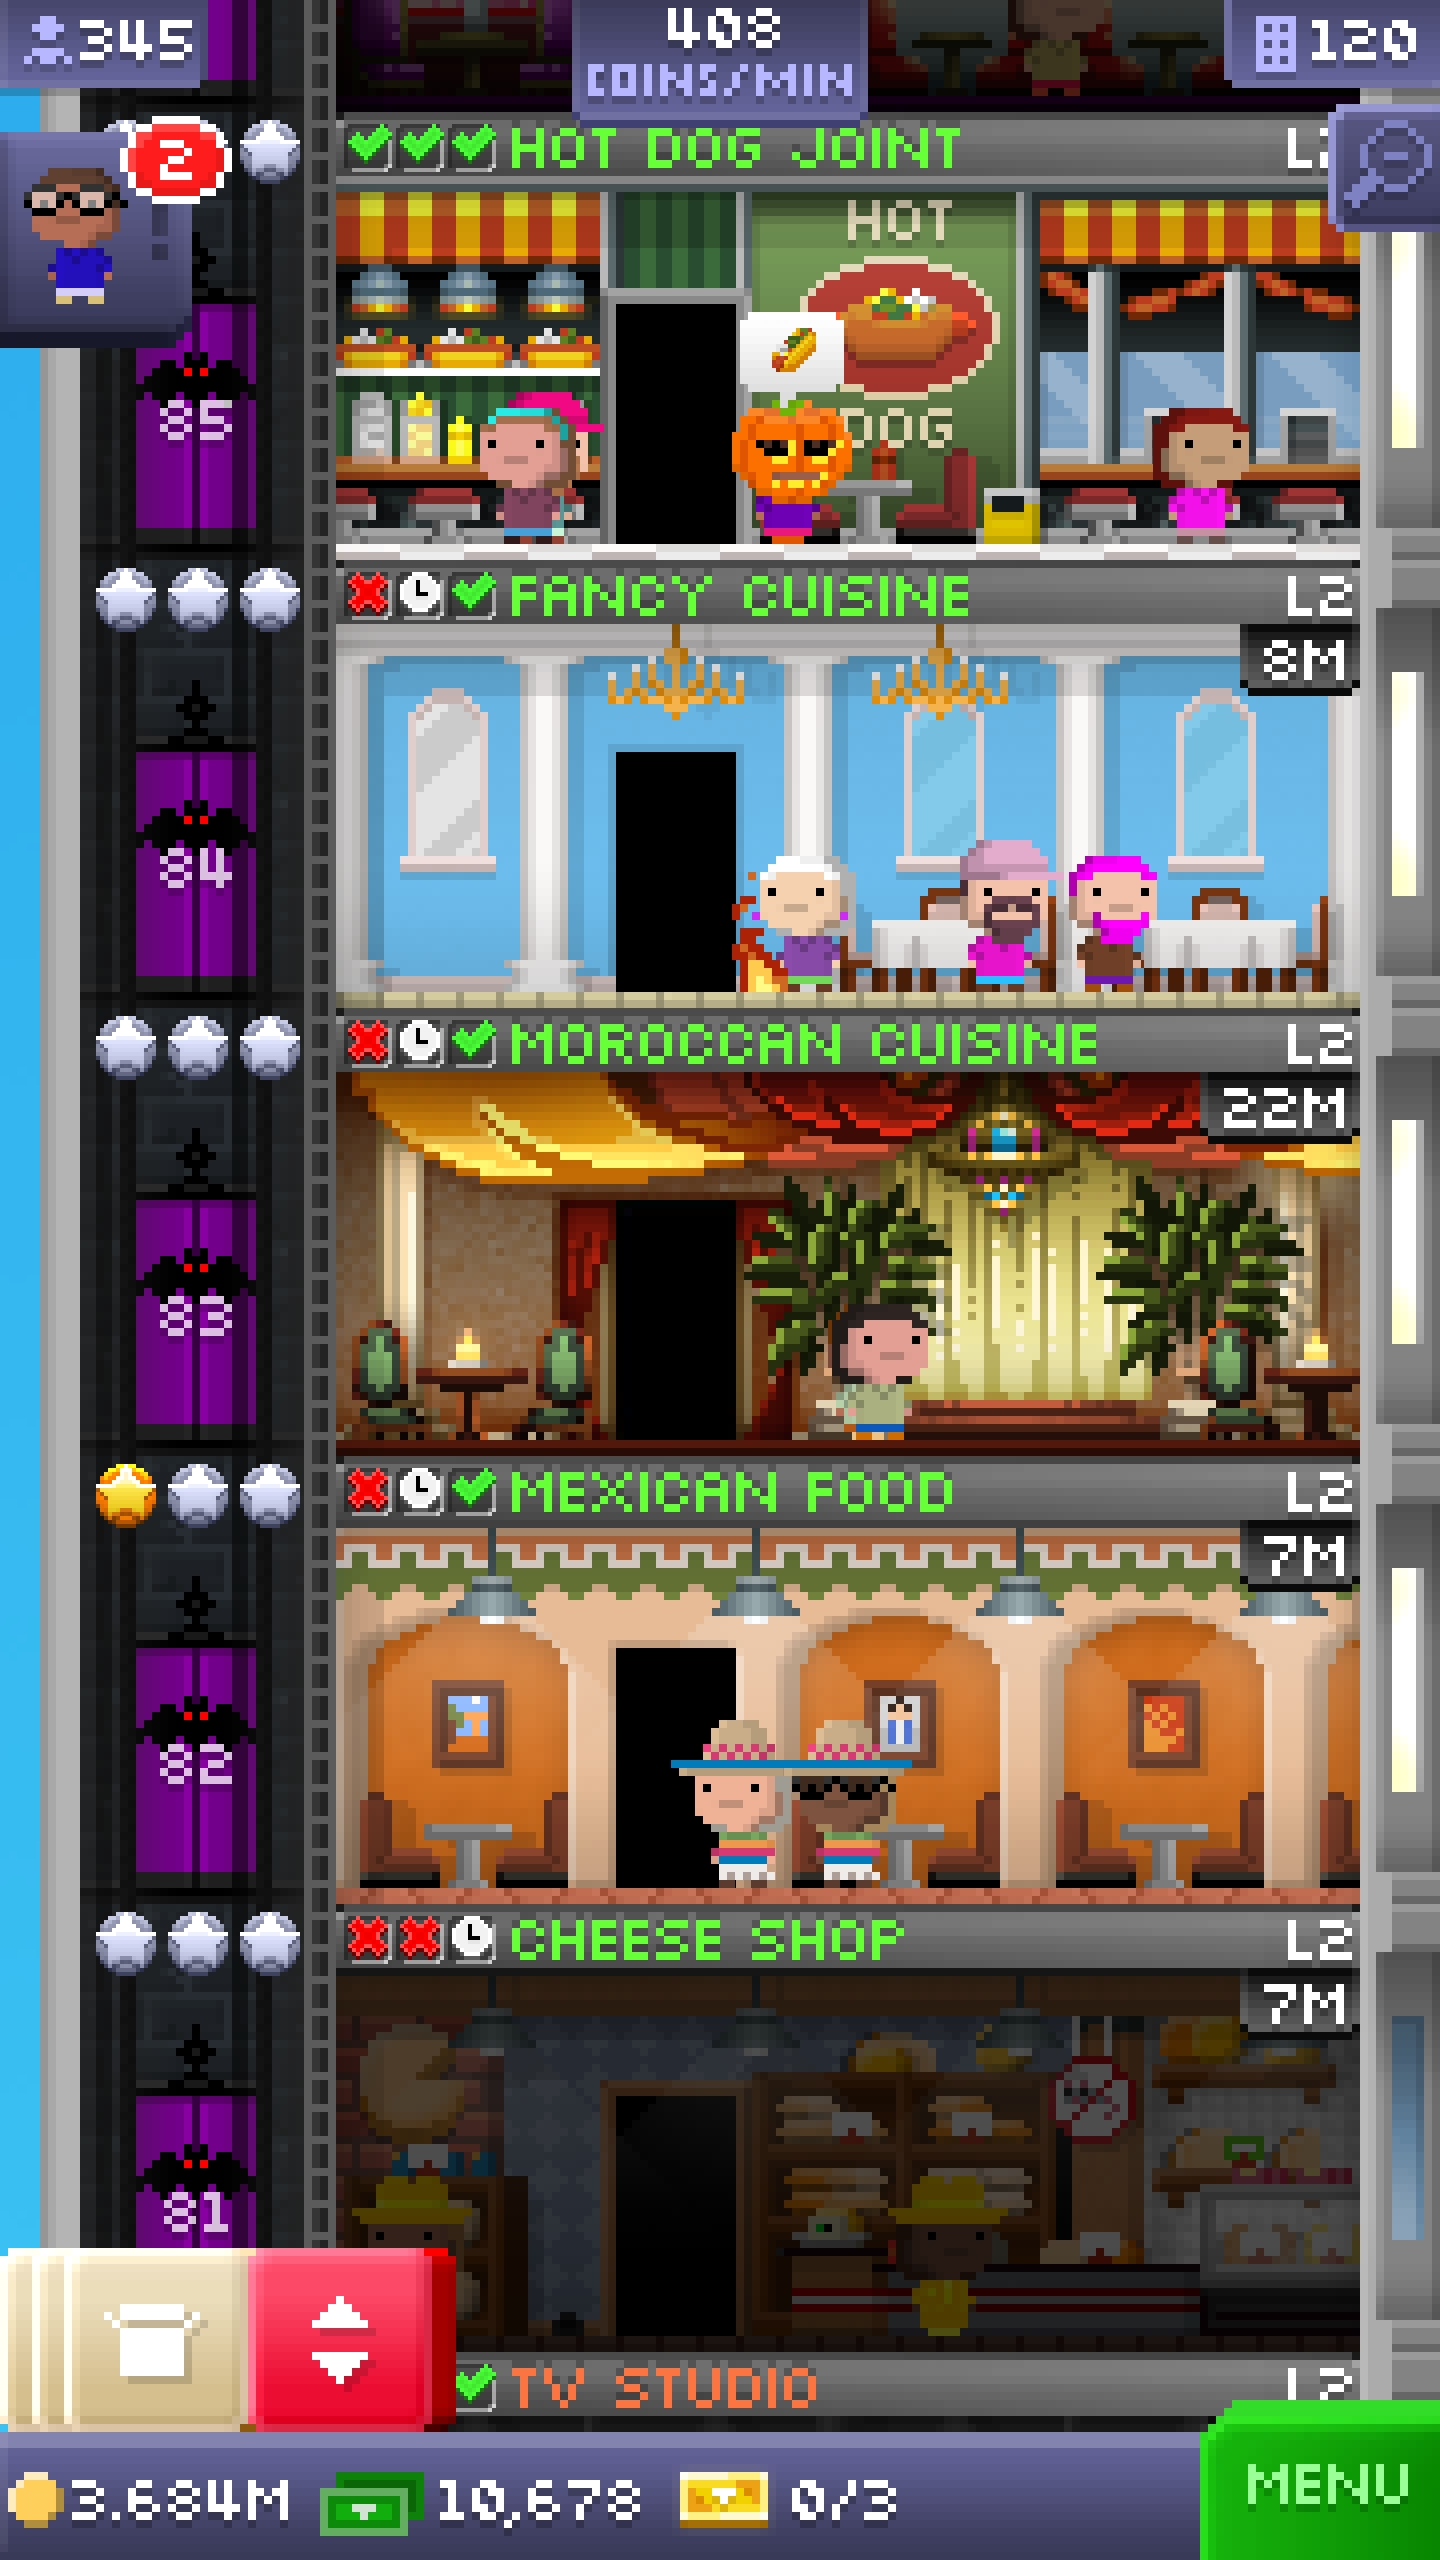 345
408
COINS/MIN
120
2
HOT DOG JOINT
HOT
DOG
85
FANCY CUISINE L2
8M
84
MOROCCAN CUISINE L2
22M
83
MEXICAN FOOD L2
7M
82
CHEESE SHOP L2
7M
81
TV STUDIO L2
3.684M 10,678 0/3
MENU